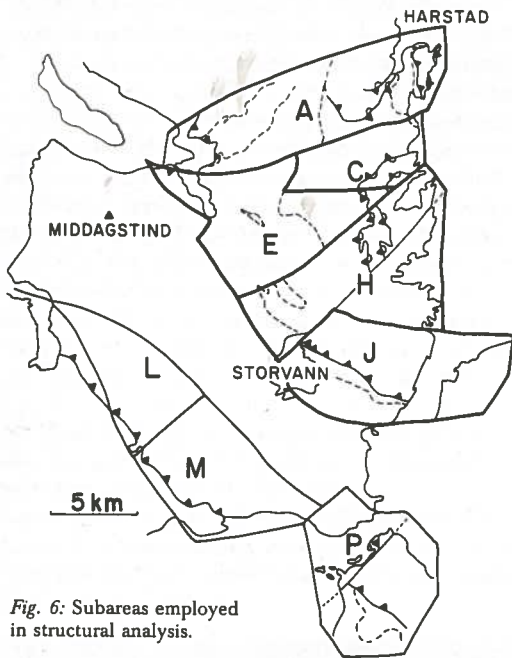 HARSTAD
A
C
MIDDAGSTIND
E
H
J
STORVANN
L
M
5 km
P
Fig. 6: Subareas employed
in structural analysis.